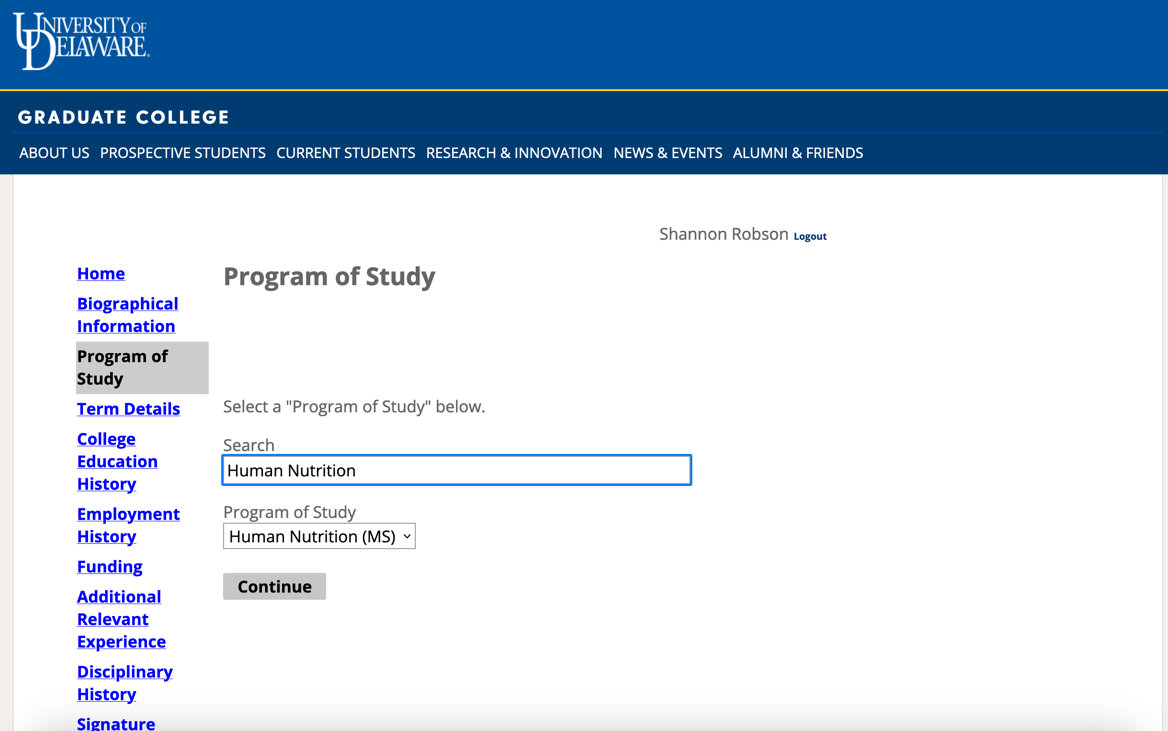 UNIVERSITY OF
DELAWARE.
GRADUATE COLLEGE
ABOUT US PROSPECTIVE STUDENTS CURRENT STUDENTS RESEARCH & INNOVATION NEWS & EVENTS ALUMNI & FRIENDS
Shannon Robson Logout
Home
Biographical
Information
Program of
Study
Term Details
College
Education
History
Employment
History
Funding
Additional
Relevant
Experience
Disciplinary
History
Signature
Program of Study
Select a "Program of Study" below.
Search
Human Nutrition
Program of Study
Human Nutrition (MS)
Continue